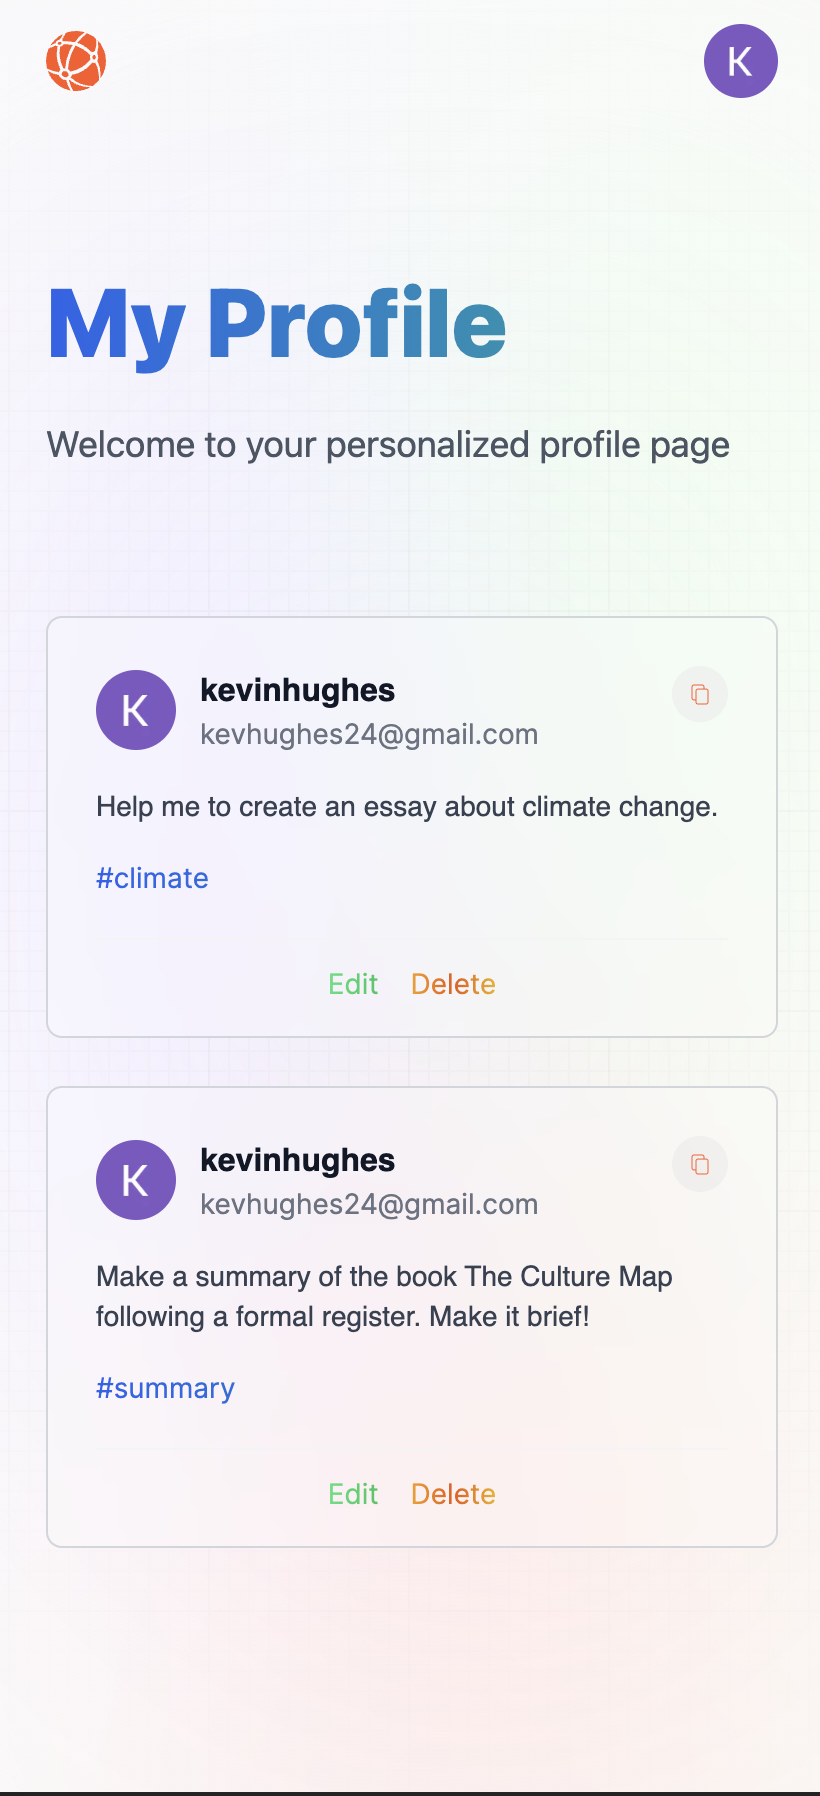 K
My Profile
Welcome to your personalized profile page
K
kevinhughes
kevhughes24@gmail.com
Help me to create an essay about climate change.
#climate
Edit Delete
K
kevinhughes
kevhughes24@gmail.com
Make a summary of the book The Culture Map
following a formal register. Make it brief!
#summary
Edit Delete